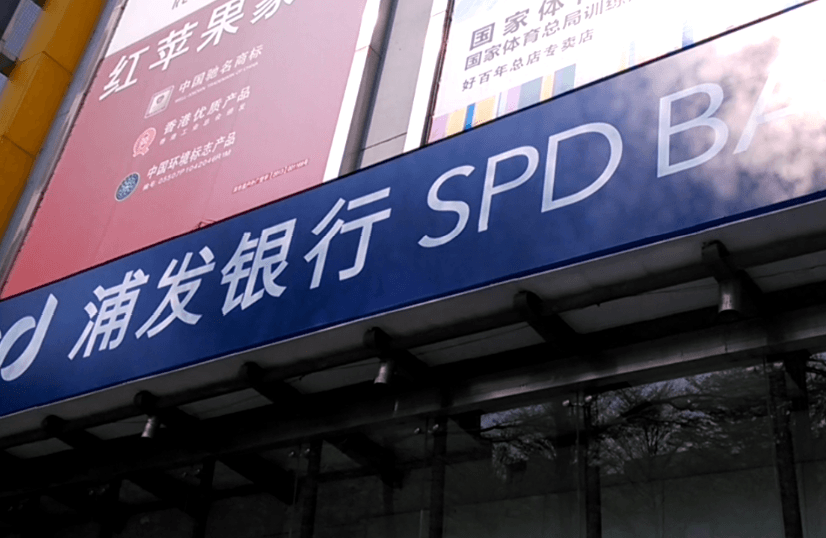 红苹果家
中国驰名商标
香港优质产品
中国环境标志产品
国家体
国家体育总局训练
好百年总店专卖店
浦发银行 SPD BA